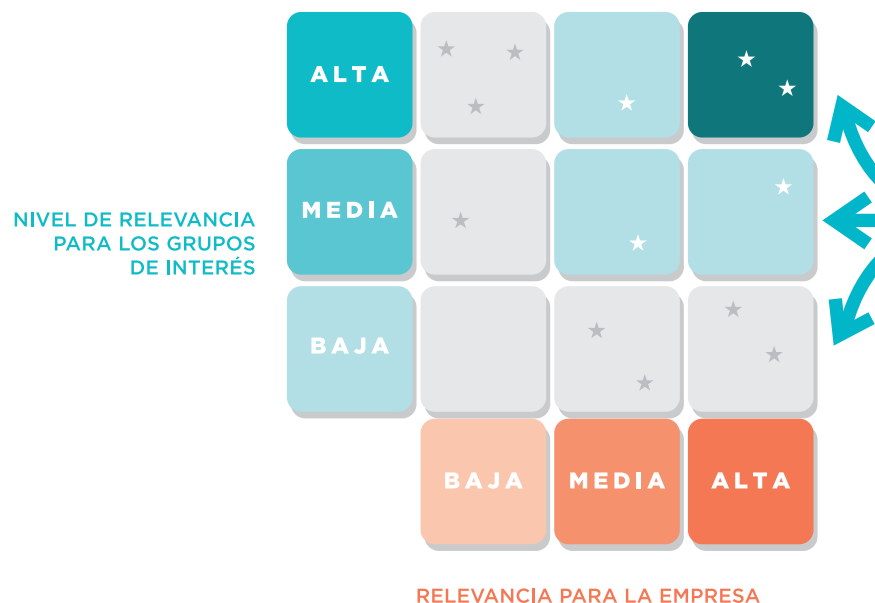 ALTA
MEDIA
NIVEL DE RELEVANCIA
PARA LOS GRUPOS
DE INTERÉS
BAJA
BAJA MEDIA ALTA
RELEVANCIA PARA LA EMPRESA